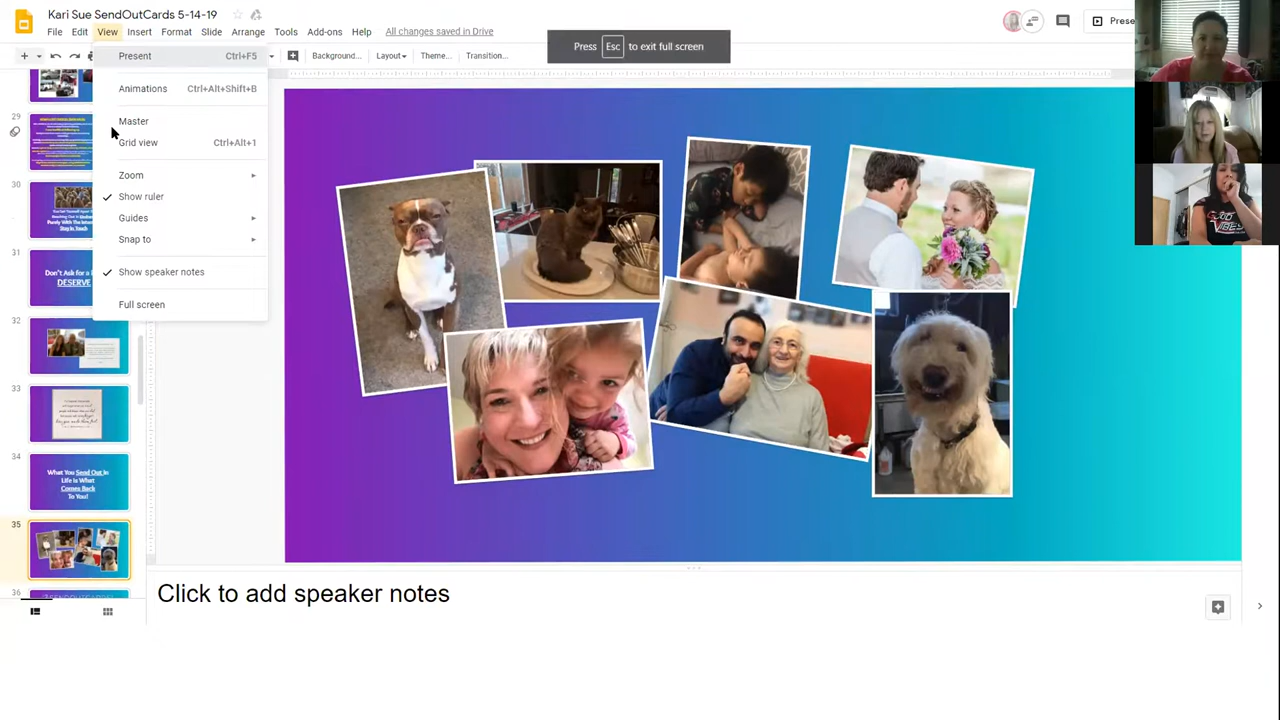 Kari Sue SendOutCards 5-14-19
File Edit View Insert Format Slide Arrange Tools Add-ons Help All changes saved in Drive
Press Esc to exit full screen
Background... Layout Theme... Transition...
Present Ctrl+F5
Animations Ctrl+Alt+Shift+B
Master
Grid view
Zoom
Show ruler
Guides
Snap to
Show speaker notes
Full screen
29
30
31
Don't Ask for a
DESERVE
32
33
34
What You Send Out In
Life Is What
Comes Back
To You!
35
36
SENDOUTCARDS
GOOD
VIBES
Click to add speaker notes